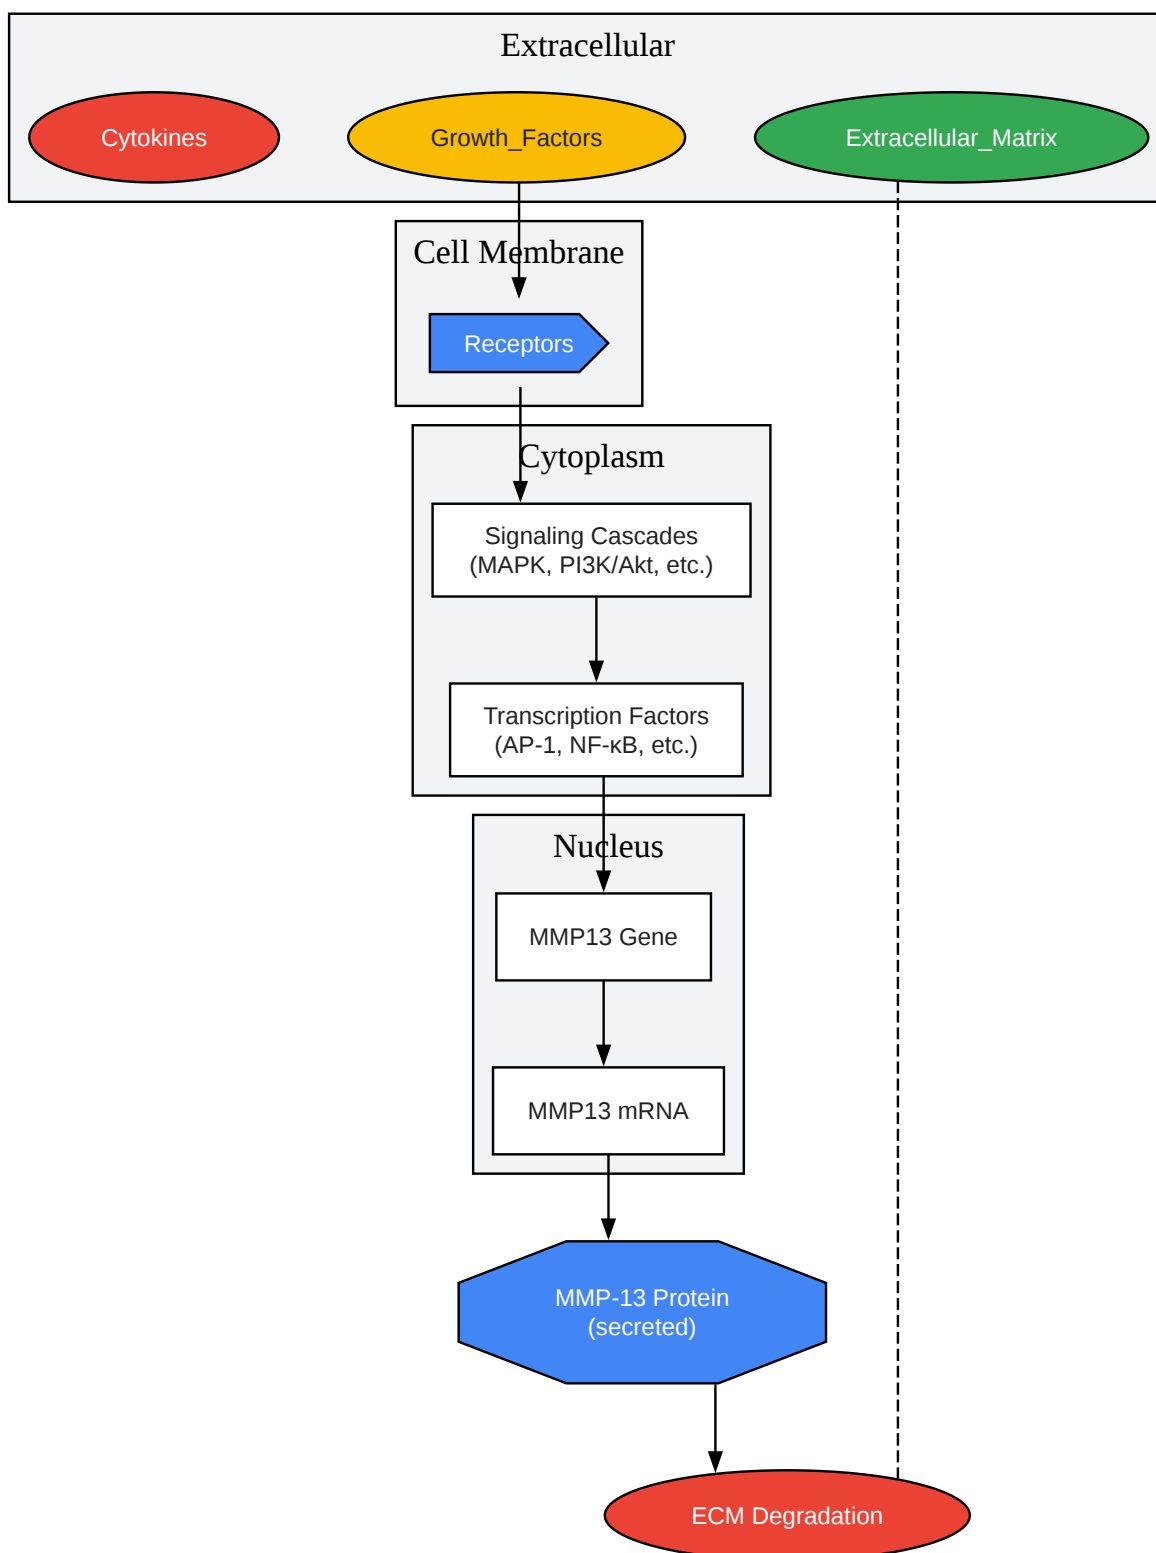 Extracellular
Cytokines
Growth_Factors
Extracellular_Matrix
Cell Membrane
Receptors
Cytoplasm
Signaling Cascades
(MAPK, PI3K/Akt, etc.)
Transcription Factors
(AP-1, NF-κB, etc.)
Nucleus
MMP13 Gene
MMP13 mRNA
MMP-13 Protein
(secreted)
ECM Degradation